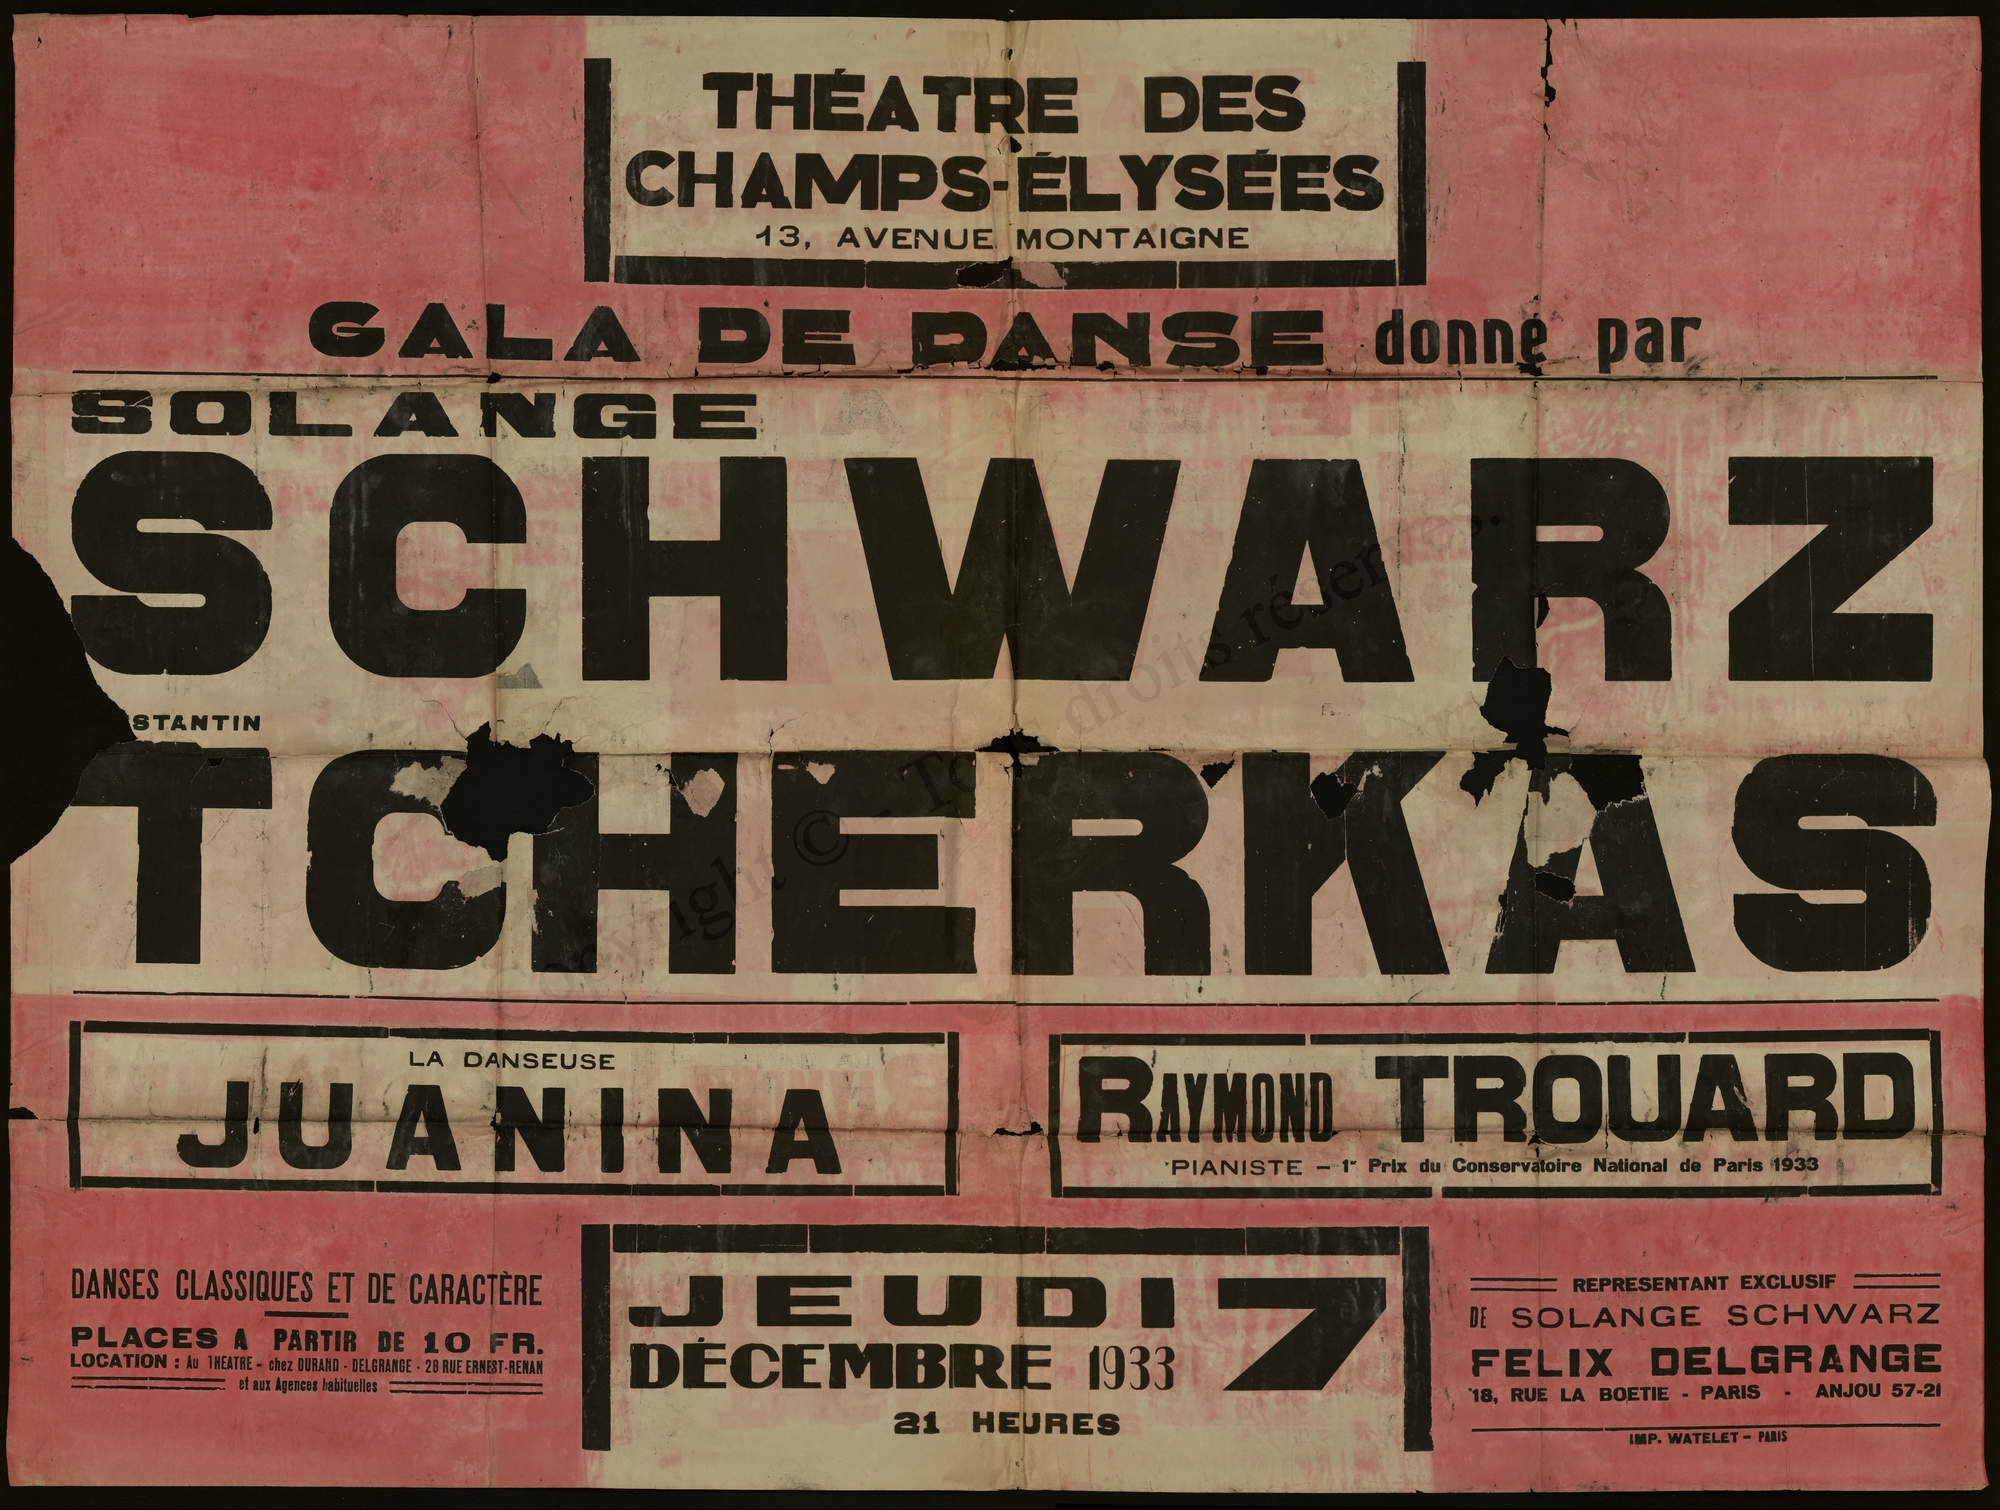 THÉATRE DES
CHAMPS-ÉLYSÉES
13, AVENUE MONTAIGNE
GALA DE DANSE donné par
SOLANGE
SCHWARZ
STANTIN
TCHERKAS
LA DANSEUSE
JUANINA
RAYMOND TROUARD
PIANISTE - 1er Prix du Conservatoire National de Paris 1933
DANSES CLASSIQUES ET DE CARACTÈRE
PLACES A PARTIR DE 10 FR.
LOCATION : AU THEATRE - chez DURAND - DELGRANGE - 28 RUE ERNEST-RENAN
et aux Agences habituelles
JEUDI 7
DÉCEMBRE 1933
21 HEURES
REPRESENTANT EXCLUSIF
DE SOLANGE SCHWARZ
FELIX DELGRANGE
18, RUE LA BOETIE - PARIS - ANJOU 57-21
IMP. WATELET - PARIS
Copyright © - Tous droits réservés.